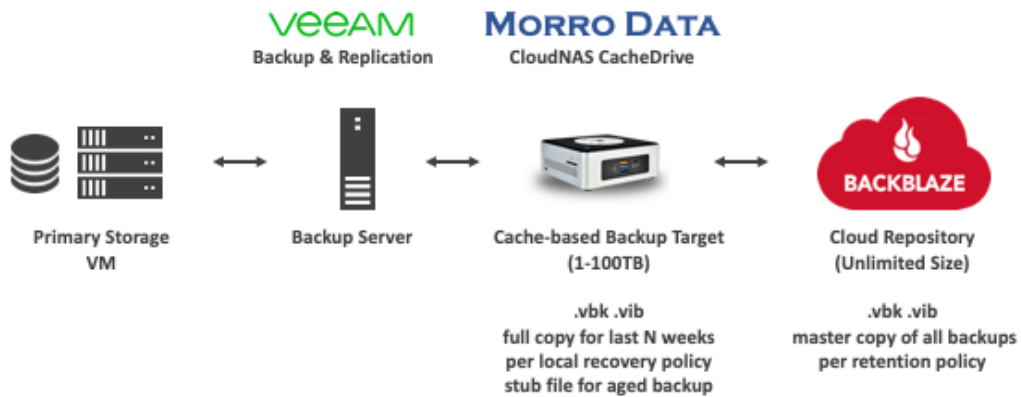 veeAM
Backup & Replication
MORRO DATA
CloudNAS CacheDrive
BACKBLAZE
Primary Storage
VM
Backup Server
Cache-based Backup Target
(1-100TB)
Cloud Repository
(Unlimited Size)
.vbk .vib
full copy for last N weeks
per local recovery policy
stub file for aged backup
.vbk .vib
master copy of all backups
per retention policy